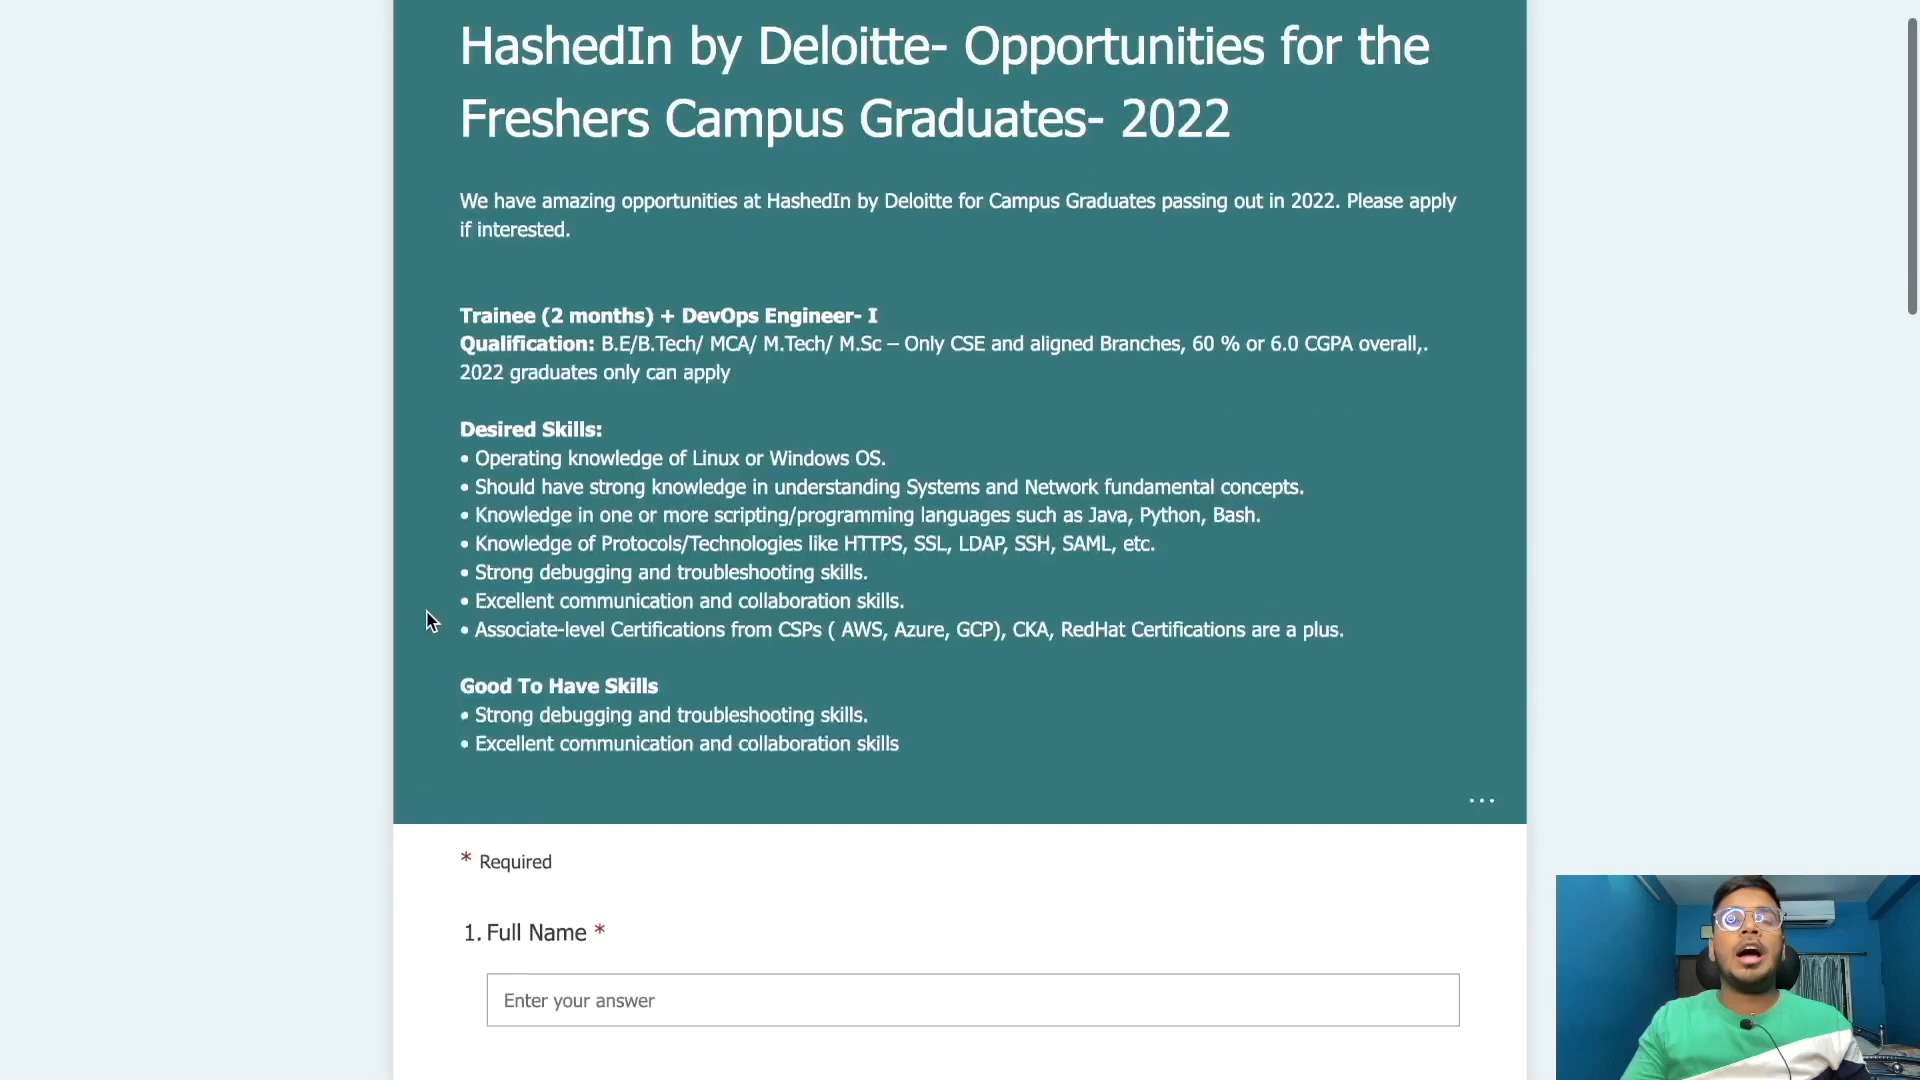 HashedIn by Deloitte- Opportunities for the
Freshers Campus Graduates- 2022
We have amazing opportunities at HashedIn by Deloitte for Campus Graduates passing out in 2022. Please apply
if interested.
Trainee (2 months) + DevOps Engineer- I
Qualification: B.E/B.Tech/ MCA/ M.Tech/ M.Sc – Only CSE and aligned Branches, 60 % or 6.0 CGPA overall,.
2022 graduates only can apply
Desired Skills:
• Operating knowledge of Linux or Windows OS.
• Should have strong knowledge in understanding Systems and Network fundamental concepts.
• Knowledge in one or more scripting/programming languages such as Java, Python, Bash.
• Knowledge of Protocols/Technologies like HTTPS, SSL, LDAP, SSH, SAML, etc.
• Strong debugging and troubleshooting skills.
• Excellent communication and collaboration skills.
• Associate-level Certifications from CSPs ( AWS, Azure, GCP), CKA, RedHat Certifications are a plus.
Good To Have Skills
• Strong debugging and troubleshooting skills.
• Excellent communication and collaboration skills
...
* Required
1. Full Name *
Enter your answer